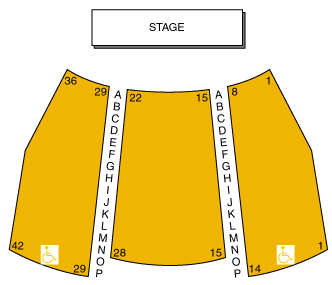 STAGE
36 29 A 22 15 A 8 1
B B
C C
D D
E E
F F
G G
H H
I I
J J
K K
L L
M M
42 N 28 15 N 1
O O
29 P P 14